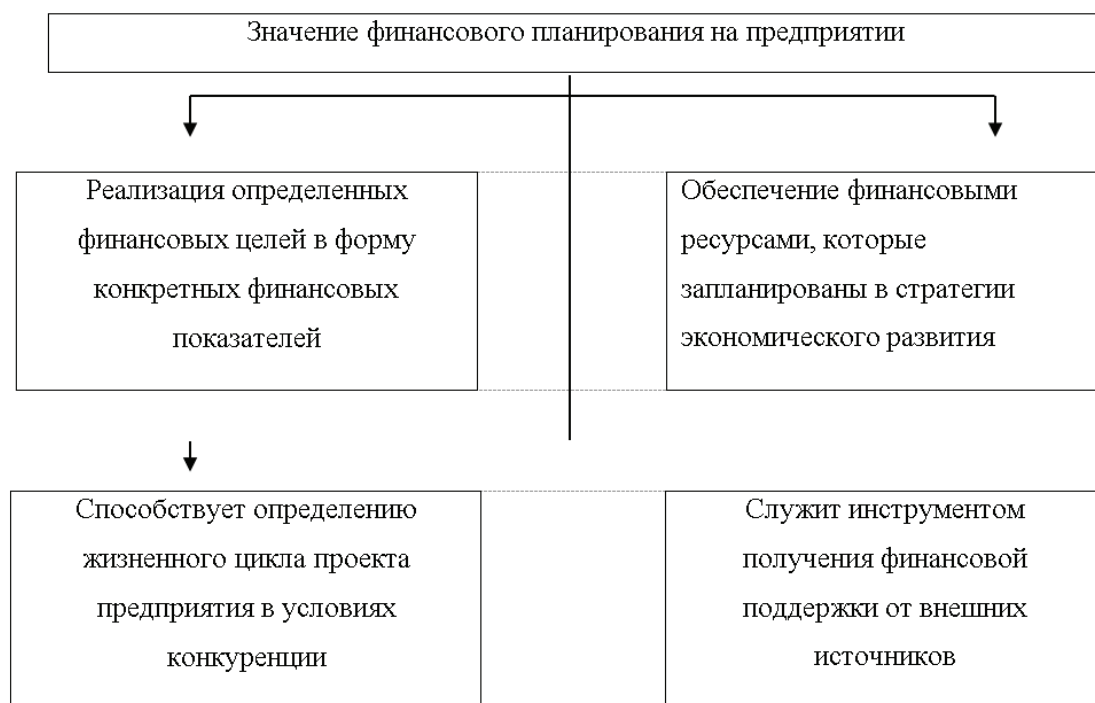 Значение финансового планирования на предприятии
Реализация определенных
финансовых целей в форму
конкретных финансовых
показателей
Обеспечение финансовыми
ресурсами, которые
запланированы в стратегии
экономического развития
Способствует определению
жизненного цикла проекта
предприятия в условиях
конкуренции
Служит инструментом
получения финансовой
поддержки от внешних
источников